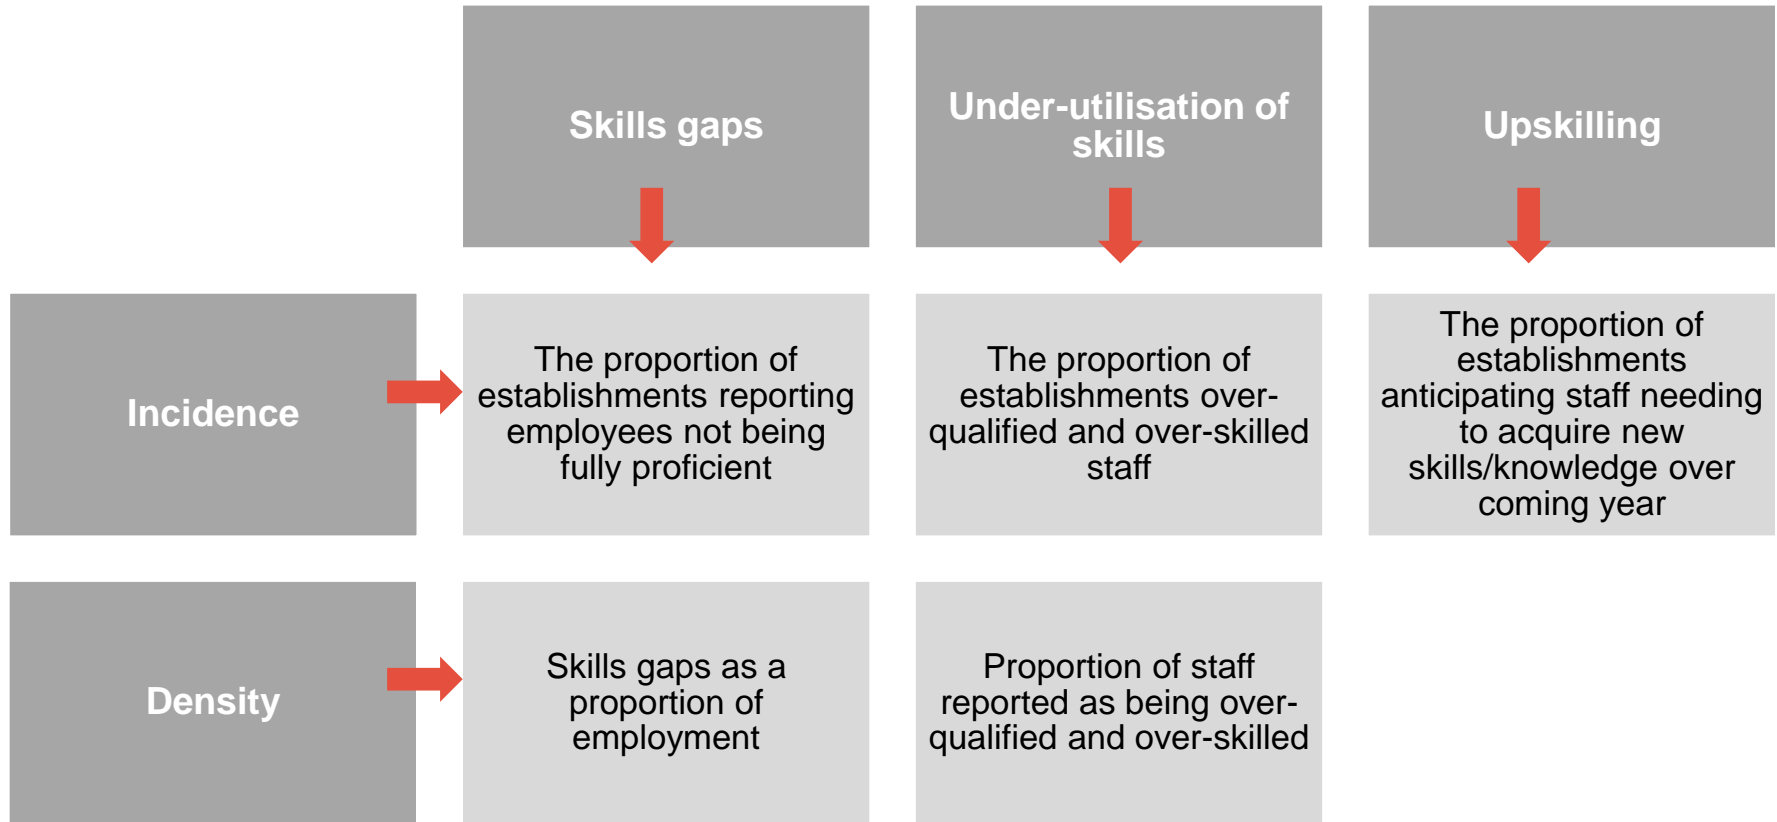 Skills gaps
Under-utilisation of
skills
Upskilling
Incidence
The proportion of
establishments reporting
employees not being
fully proficient
The proportion of
establishments over-
qualified and over-skilled
staff
The proportion of
establishments
anticipating staff needing
to acquire new
skills/knowledge over
coming year
Density
Skills gaps as a
proportion of
employment
Proportion of staff
reported as being over-
qualified and over-skilled